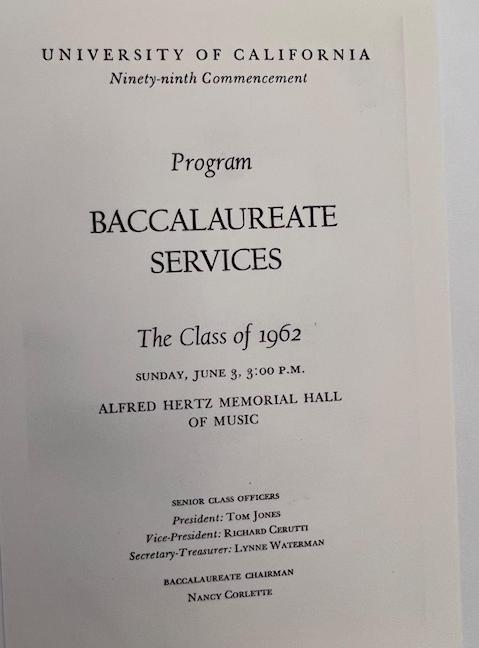 UNIVERSITY OF CALIFORNIA
Ninety-ninth Commencement
Program
BACCALAUREATE
SERVICES
The Class of 1962
SUNDAY, JUNE 3, 3:00 P.M.
ALFRED HERTZ MEMORIAL HALL
OF MUSIC
SENIOR CLASS OFFICERS
President: TOM JONES
Vice-President: RICHARD CERUTTI
Secretary-Treasurer: LYNNE WATERMAN
BACCALAUREATE CHAIRMAN
NANCY CORLETTE